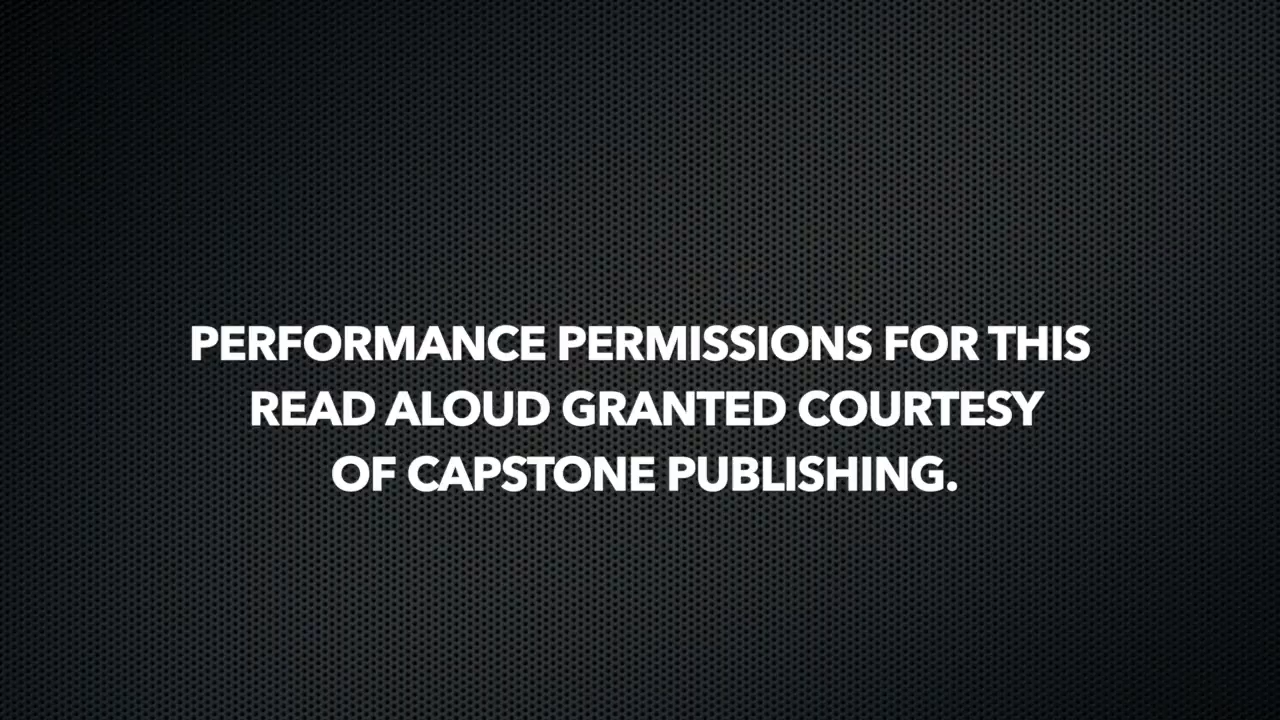 PERFORMANCE PERMISSIONS FOR THIS
READ ALOUD GRANTED COURTESY
OF CAPSTONE PUBLISHING.